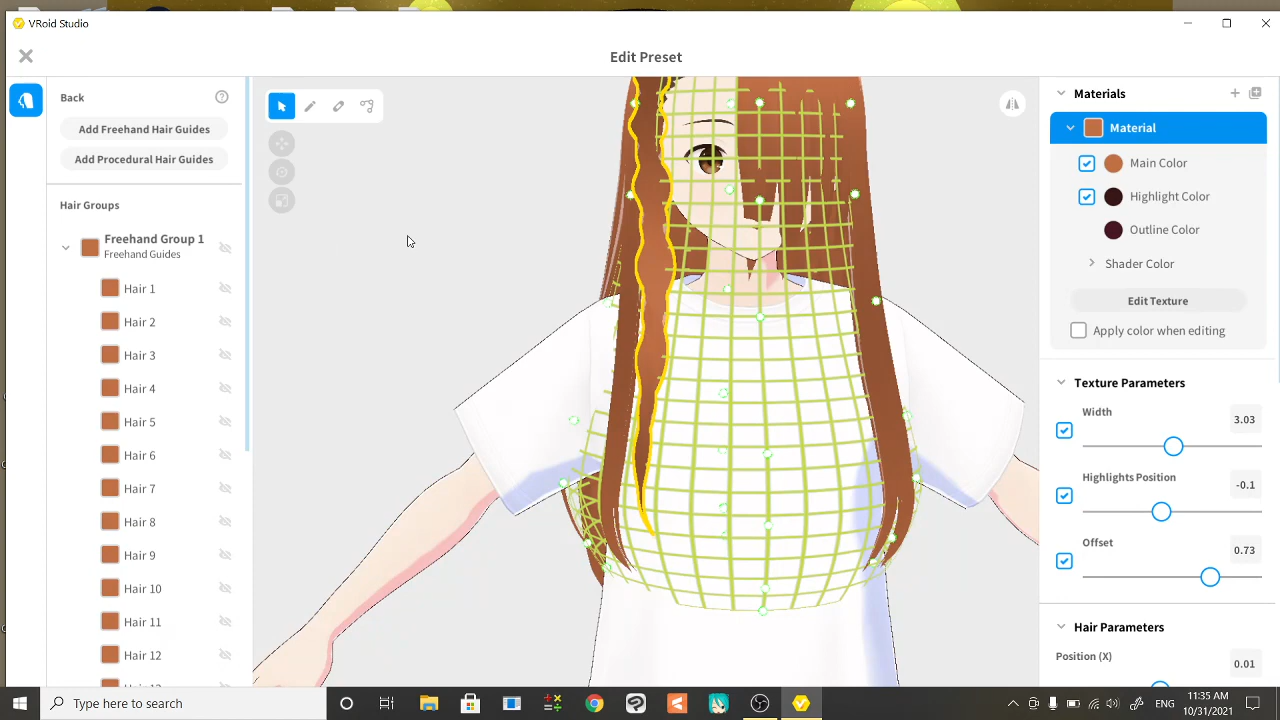 VRoid Studio
Edit Preset
Back
Add Freehand Hair Guides
Add Procedural Hair Guides
Hair Groups
Freehand Group 1
Freehand Guides
Hair 1
Hair 2
Hair 3
Hair 4
Hair 5
Hair 6
Hair 7
Hair 8
Hair 9
Hair 10
Hair 11
Hair 12
Materials
Material
Main Color
Highlight Color
Outline Color
Shader Color
Edit Texture
Apply color when editing
Texture Parameters
Width
3.03
Highlights Position
-0.1
Offset
0.73
Hair Parameters
Position (X)
0.01
Type here to search
ENG
11:35 AM
10/31/2021